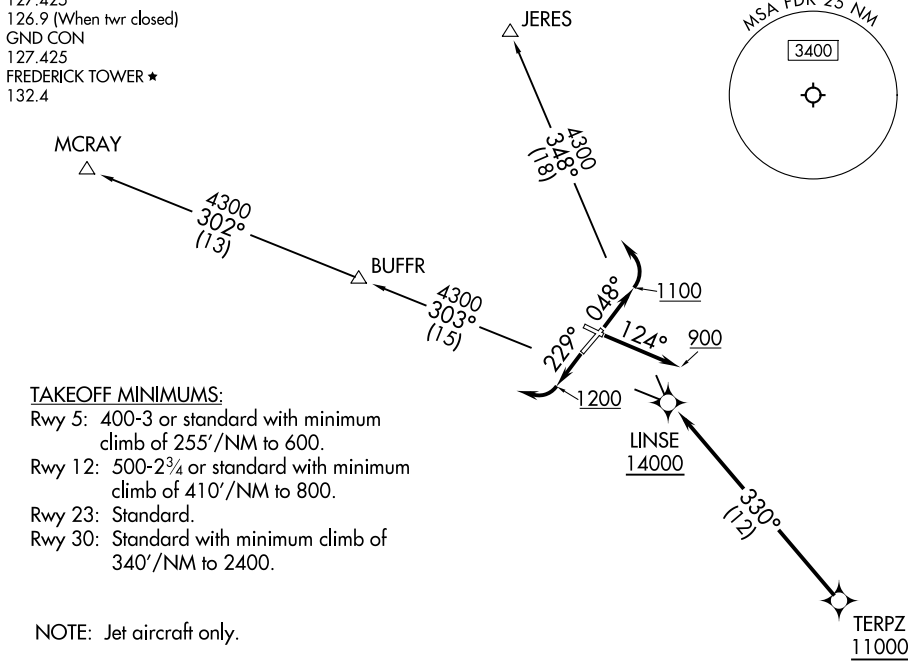 127.425
126.9 (When twr closed)
GND CON
127.425
FREDERICK TOWER ★
132.4
MSA FDK 25 NM
3400
JERES
4300
348°
(18)
MCRAY
4300
302°
(13)
BUFFR
4300
303°
(15)
048°
1100
124°
900
229°
1200
LINSE
14000
330°
(12)
TERPZ
11000
TAKEOFF MINIMUMS:
Rwy 5: 400-3 or standard with minimum
climb of 255'/NM to 600.
Rwy 12: 500-2¾ or standard with minimum
climb of 410'/NM to 800.
Rwy 23: Standard.
Rwy 30: Standard with minimum climb of
340'/NM to 2400.
NOTE: Jet aircraft only.